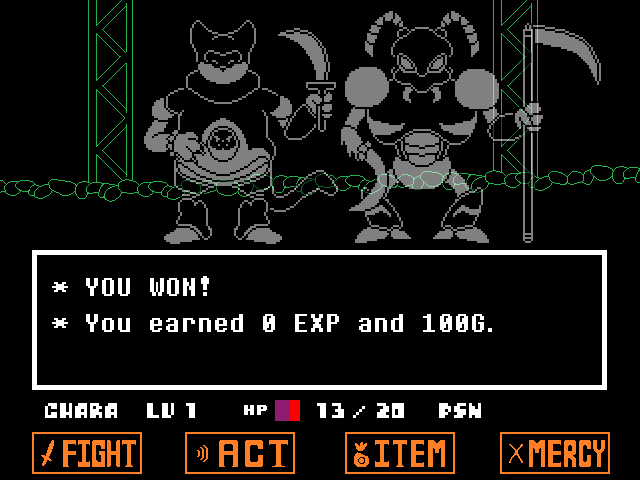 * YOU WON!
* You earned 0 EXP and 100G.
CHARA LV 1 HP 13 / 20 PSN
FIGHT ACT ITEM MERCY